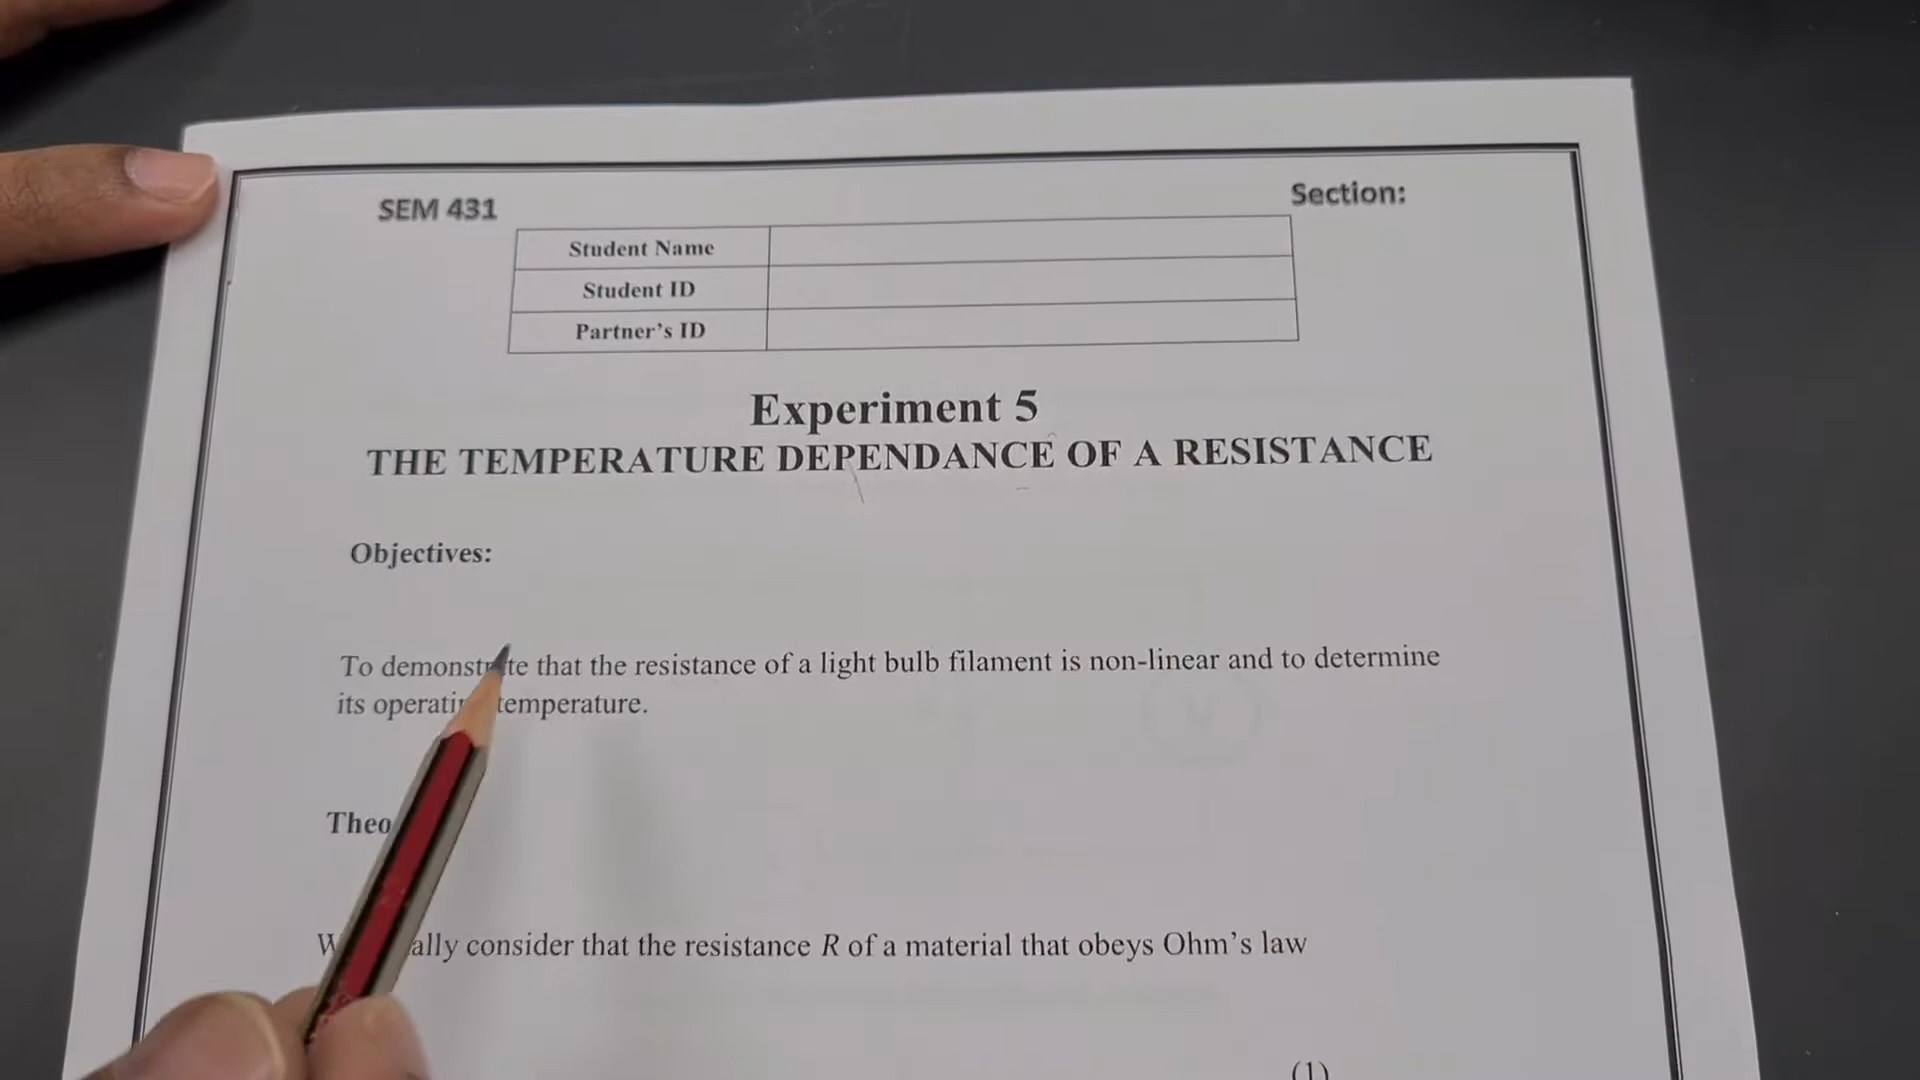 SEM 431
Section:
Student Name
Student ID
Partner's ID
Experiment 5
THE TEMPERATURE DEPENDANCE OF A RESISTANCE
Objectives:
To demonstrate that the resistance of a light bulb filament is non-linear and to determine
its temperature.
consider that the resistance R of a material that obeys Ohm's law
(1)